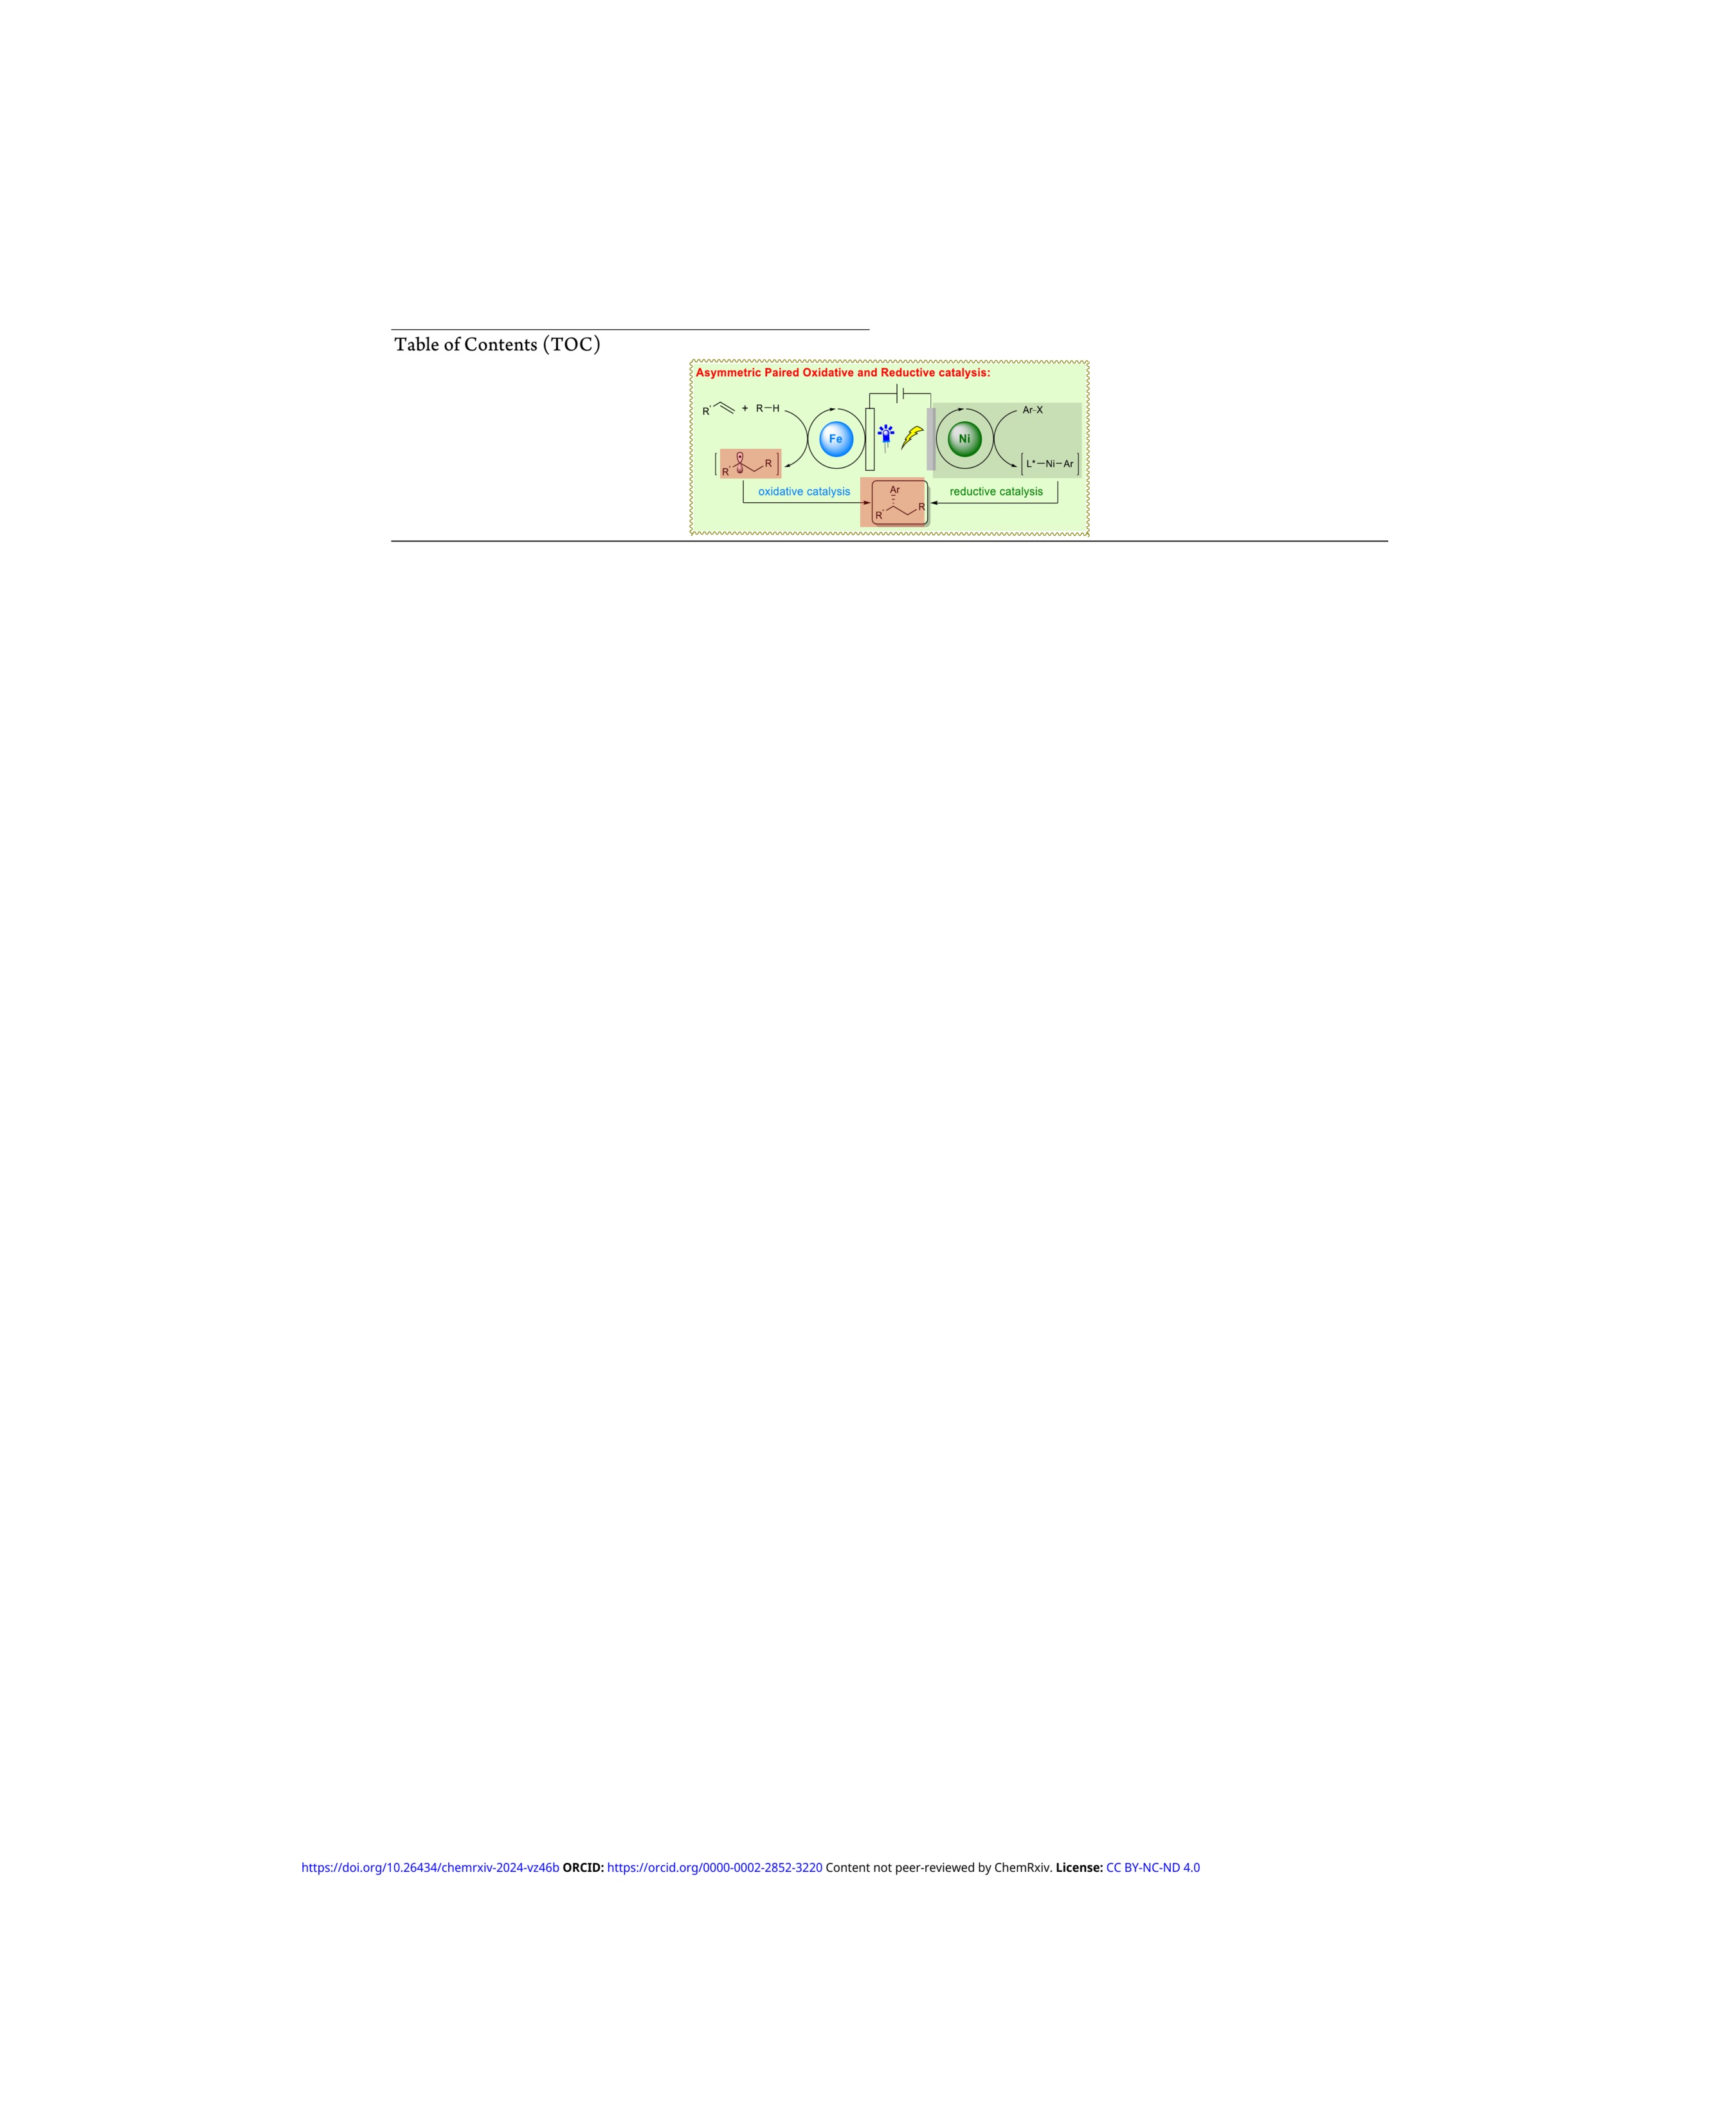 Table of Contents (TOC)
Asymmetric Paired Oxidative and Reductive catalysis:
R' + R–H
Fe
Ni
Ar-X
R' R
L*–Ni–Ar
oxidative catalysis
Ar
R' R
reductive catalysis
https://doi.org/10.26434/chemrxiv-2024-vz46b ORCID: https://orcid.org/0000-0002-2852-3220 Content not peer-reviewed by ChemRxiv. License: CC BY-NC-ND 4.0